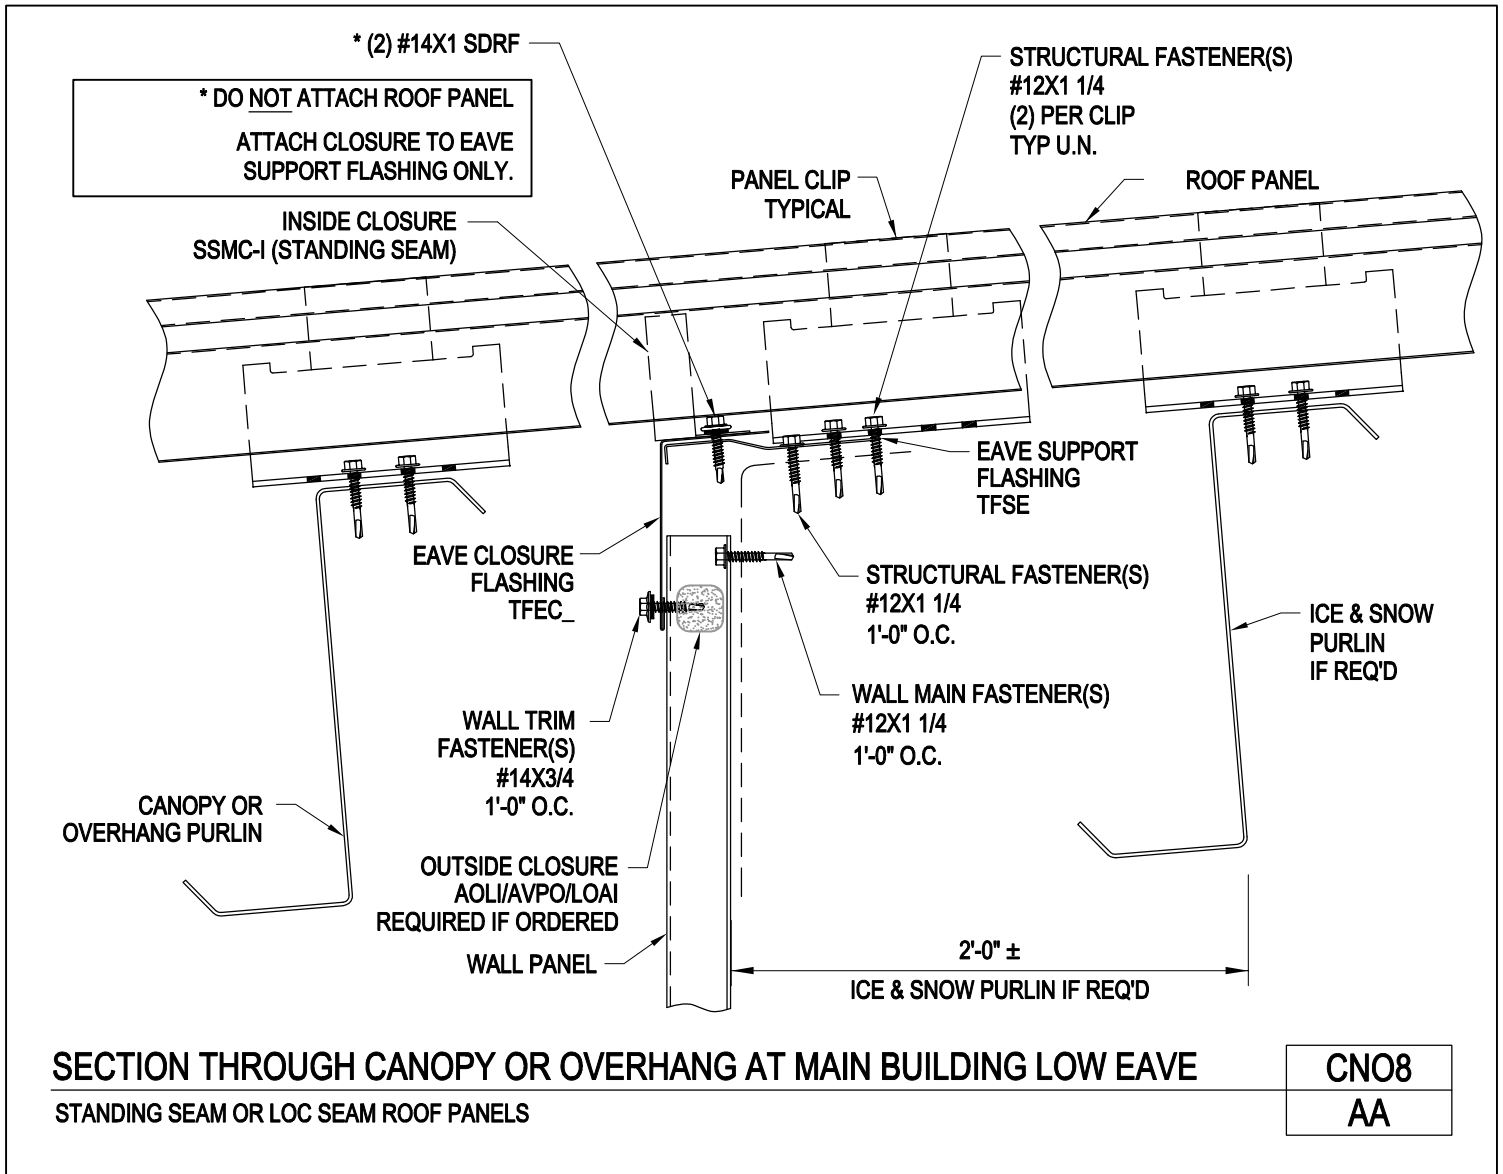 * (2) #14X1 SDRF
* DO NOT ATTACH ROOF PANEL
ATTACH CLOSURE TO EAVE
SUPPORT FLASHING ONLY.
INSIDE CLOSURE
SSMC-I (STANDING SEAM)
STRUCTURAL FASTENER(S)
#12X1 1/4
(2) PER CLIP
TYP U.N.
PANEL CLIP
TYPICAL
ROOF PANEL
EAVE SUPPORT
FLASHING
TFSE
EAVE CLOSURE
FLASHING
TFEC_
STRUCTURAL FASTENER(S)
#12X1 1/4
1'-0" O.C.
ICE & SNOW
PURLIN
IF REQ'D
WALL MAIN FASTENER(S)
#12X1 1/4
1'-0" O.C.
WALL TRIM
FASTENER(S)
#14X3/4
1'-0" O.C.
CANOPY OR
OVERHANG PURLIN
OUTSIDE CLOSURE
AOLI/AVPO/LOAI
REQUIRED IF ORDERED
WALL PANEL
2'-0" ±
ICE & SNOW PURLIN IF REQ'D
SECTION THROUGH CANOPY OR OVERHANG AT MAIN BUILDING LOW EAVE
STANDING SEAM OR LOC SEAM ROOF PANELS
CNO8
AA